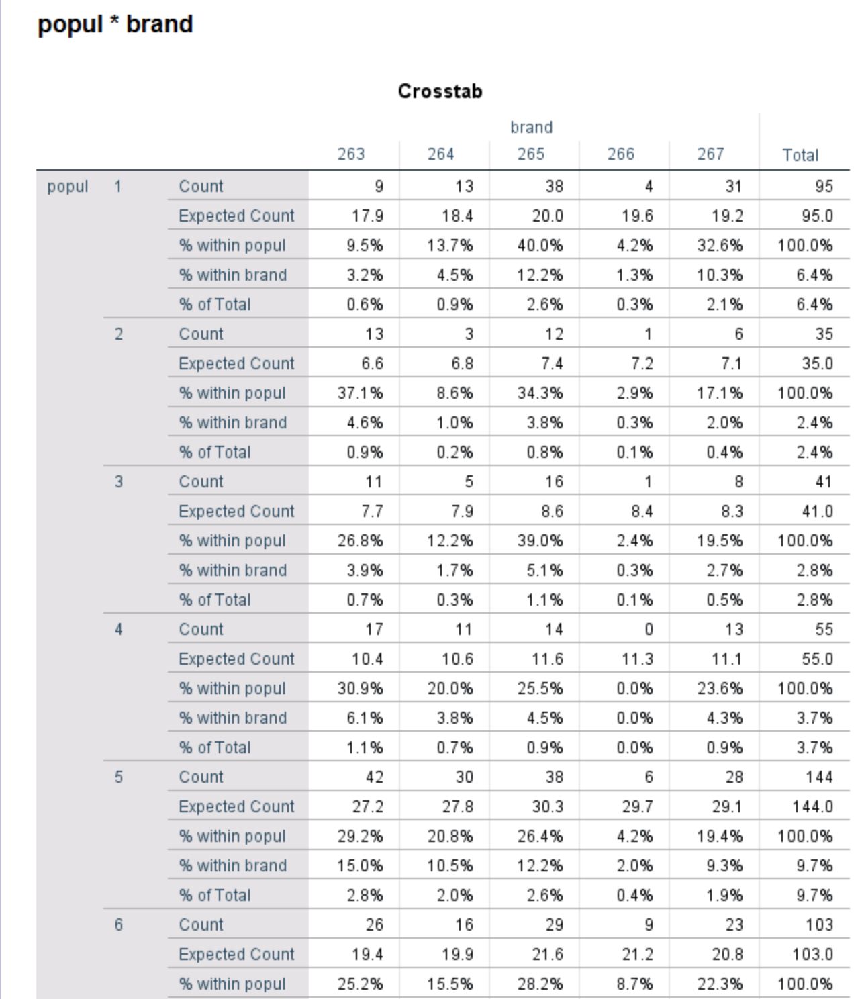 popul * brand
Crosstab
brand
263 264 265 266 267 Total
popul 1 Count 9 13 38 4 31 95
Expected Count 17.9 18.4 20.0 19.6 19.2 95.0
% within popul 9.5% 13.7% 40.0% 4.2% 32.6% 100.0%
% within brand 3.2% 4.5% 12.2% 1.3% 10.3% 6.4%
% of Total 0.6% 0.9% 2.6% 0.3% 2.1% 6.4%
2 Count 13 3 12 1 6 35
Expected Count 6.6 6.8 7.4 7.2 7.1 35.0
% within popul 37.1% 8.6% 34.3% 2.9% 17.1% 100.0%
% within brand 4.6% 1.0% 3.8% 0.3% 2.0% 2.4%
% of Total 0.9% 0.2% 0.8% 0.1% 0.4% 2.4%
3 Count 11 5 16 1 8 41
Expected Count 7.7 7.9 8.6 8.4 8.3 41.0
% within popul 26.8% 12.2% 39.0% 2.4% 19.5% 100.0%
% within brand 3.9% 1.7% 5.1% 0.3% 2.7% 2.8%
% of Total 0.7% 0.3% 1.1% 0.1% 0.5% 2.8%
4 Count 17 11 14 0 13 55
Expected Count 10.4 10.6 11.6 11.3 11.1 55.0
% within popul 30.9% 20.0% 25.5% 0.0% 23.6% 100.0%
% within brand 6.1% 3.8% 4.5% 0.0% 4.3% 3.7%
% of Total 1.1% 0.7% 0.9% 0.0% 0.9% 3.7%
5 Count 42 30 38 6 28 144
Expected Count 27.2 27.8 30.3 29.7 29.1 144.0
% within popul 29.2% 20.8% 26.4% 4.2% 19.4% 100.0%
% within brand 15.0% 10.5% 12.2% 2.0% 9.3% 9.7%
% of Total 2.8% 2.0% 2.6% 0.4% 1.9% 9.7%
6 Count 26 16 29 9 23 103
Expected Count 19.4 19.9 21.6 21.2 20.8 103.0
% within popul 25.2% 15.5% 28.2% 8.7% 22.3% 100.0%